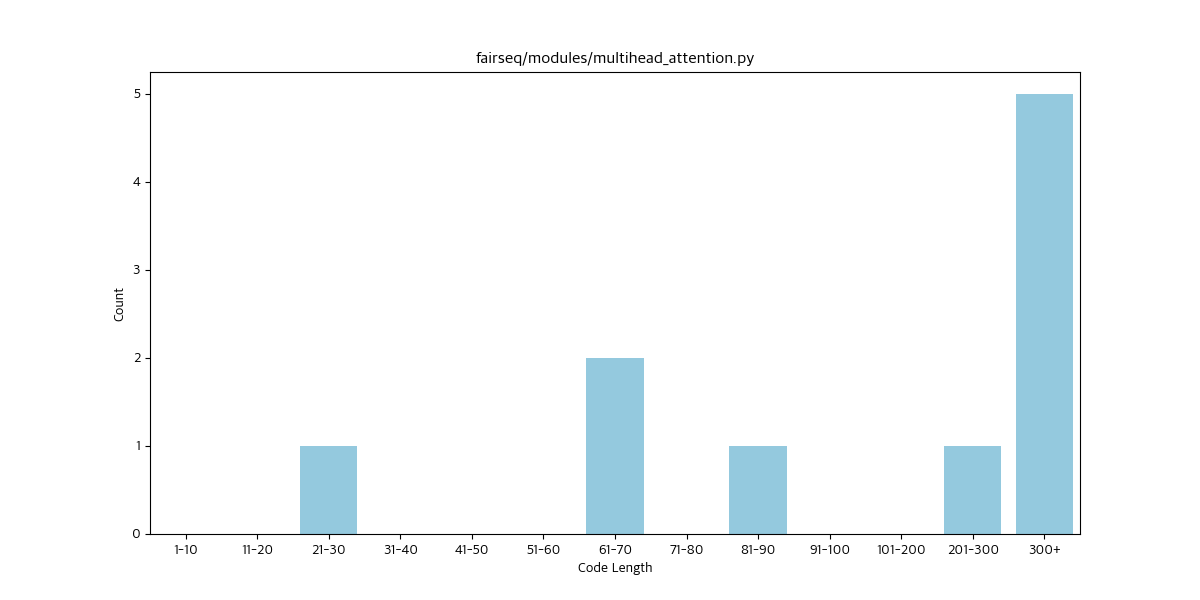 fairseq/modules/multihead_attention.py
5
4
3
2
1
0
Count
1-10 11-20 21-30 31-40 41-50 51-60 61-70 71-80 81-90 91-100 101-200 201-300 300+
Code Length